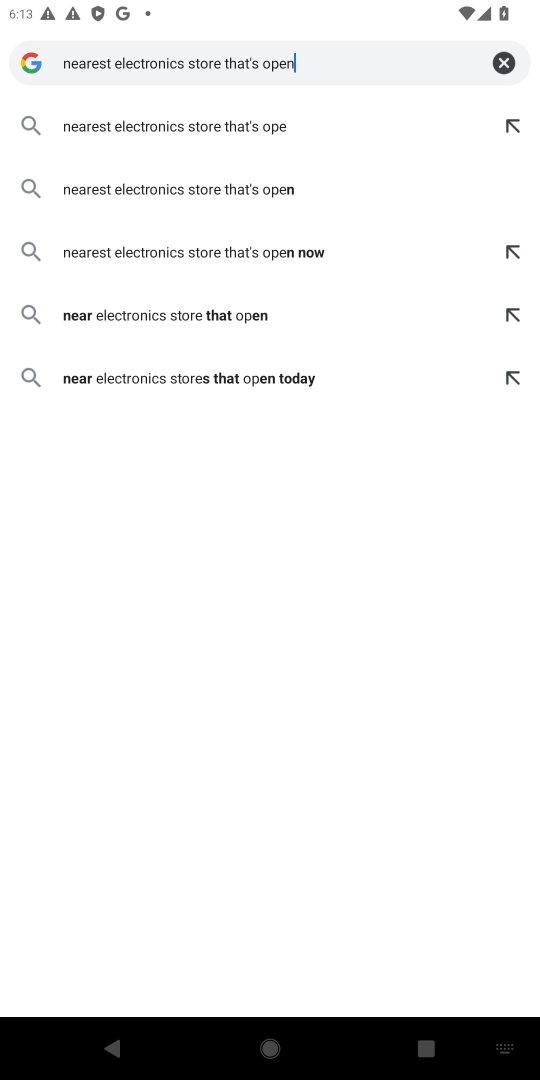 6:13
nearest electronics store that's open
nearest electronics store that's ope
nearest electronics store that's open
nearest electronics store that's open now
near electronics store that open
near electronics stores that open today